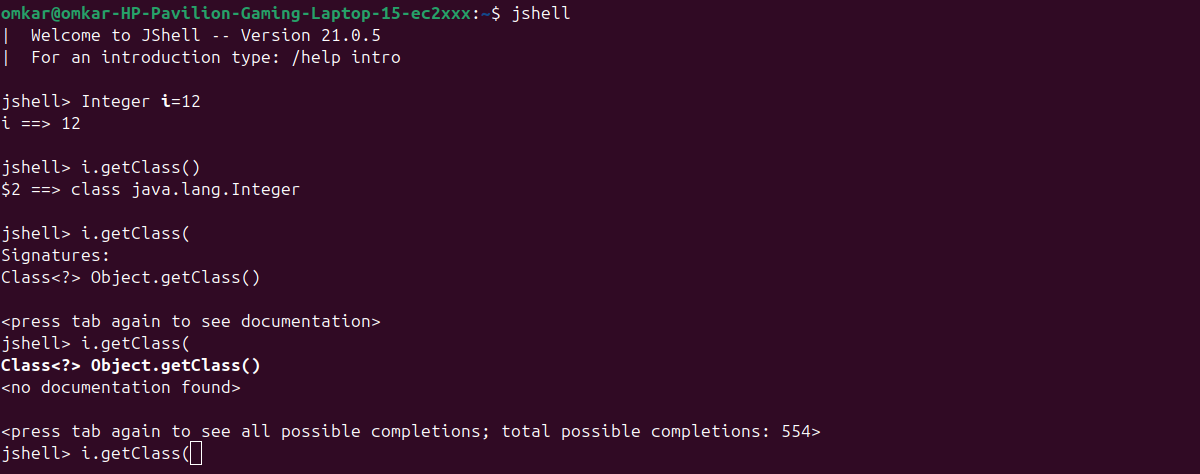 omkar@omkar-HP-Pavilion-Gaming-Laptop-15-ec2xxx:~$ jshell
|  Welcome to JShell -- Version 21.0.5
|  For an introduction type: /help intro
jshell> Integer i=12
i ==> 12
jshell> i.getClass()
$2 ==> class java.lang.Integer
jshell> i.getClass(
Signatures:
Class<?> Object.getClass()
<press tab again to see documentation>
jshell> i.getClass(
Class<?> Object.getClass()
<no documentation found>
<press tab again to see all possible completions; total possible completions: 554>
jshell> i.getClass(